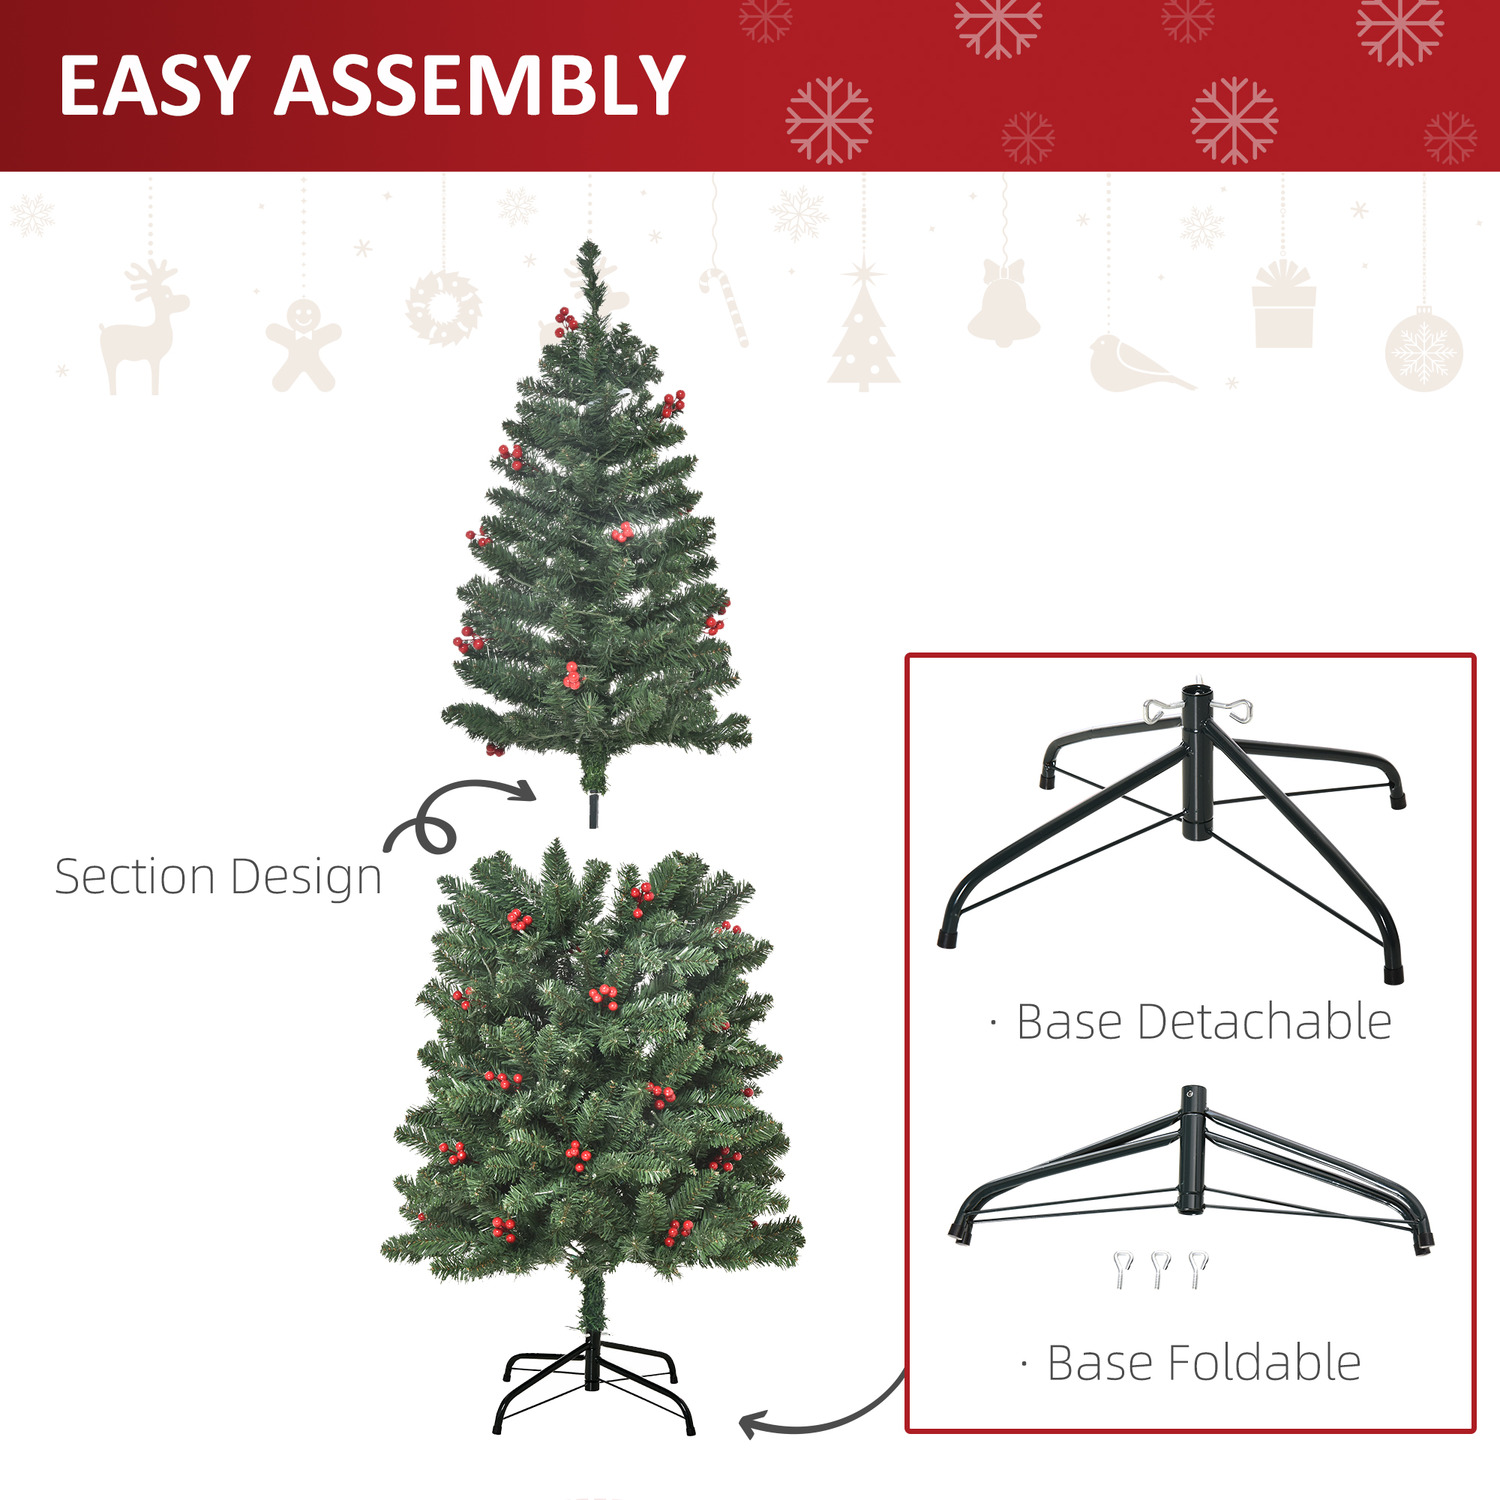 EASY ASSEMBLY
Section Design
· Base Detachable
· Base Foldable